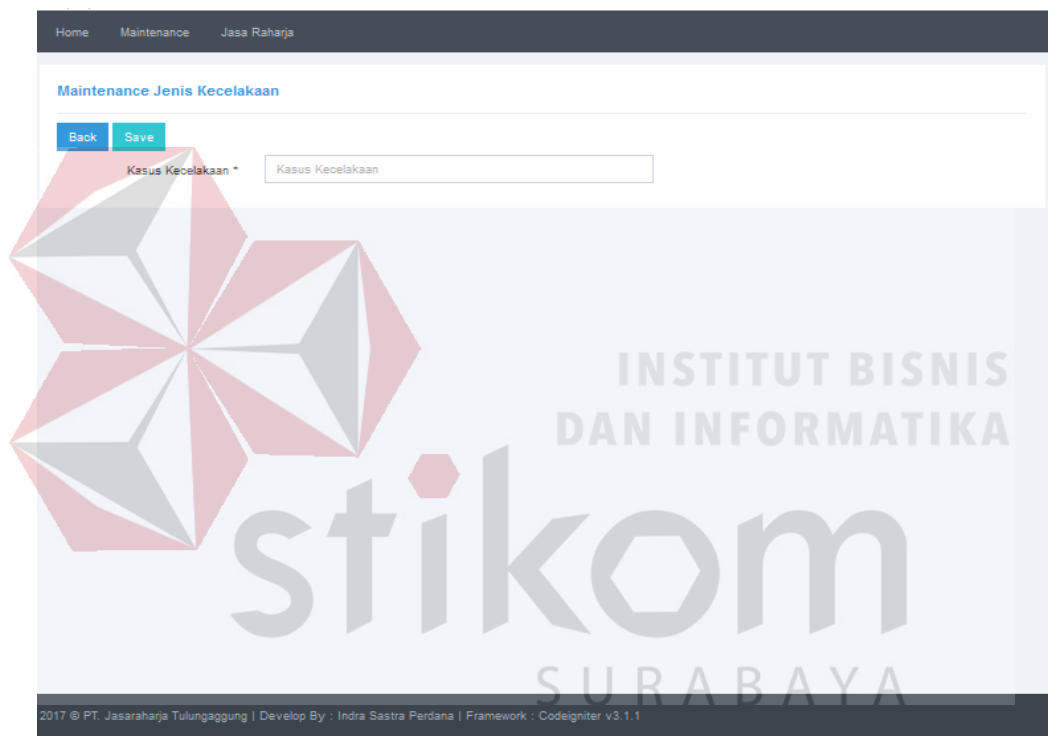 Home Maintenance Jasa Raharja
Maintenance Jenis Kecelakaan
Back Save
Kasus Kecelakaan * Kasus Kecelakaan
INSTITUT BISNIS
DAN INFORMATIKA
stikom
SURABAYA
2017 © PT. Jasaraharja Tulungaggung | Develop By : Indra Sastra Perdana | Framework : Codeigniter v3.1.1